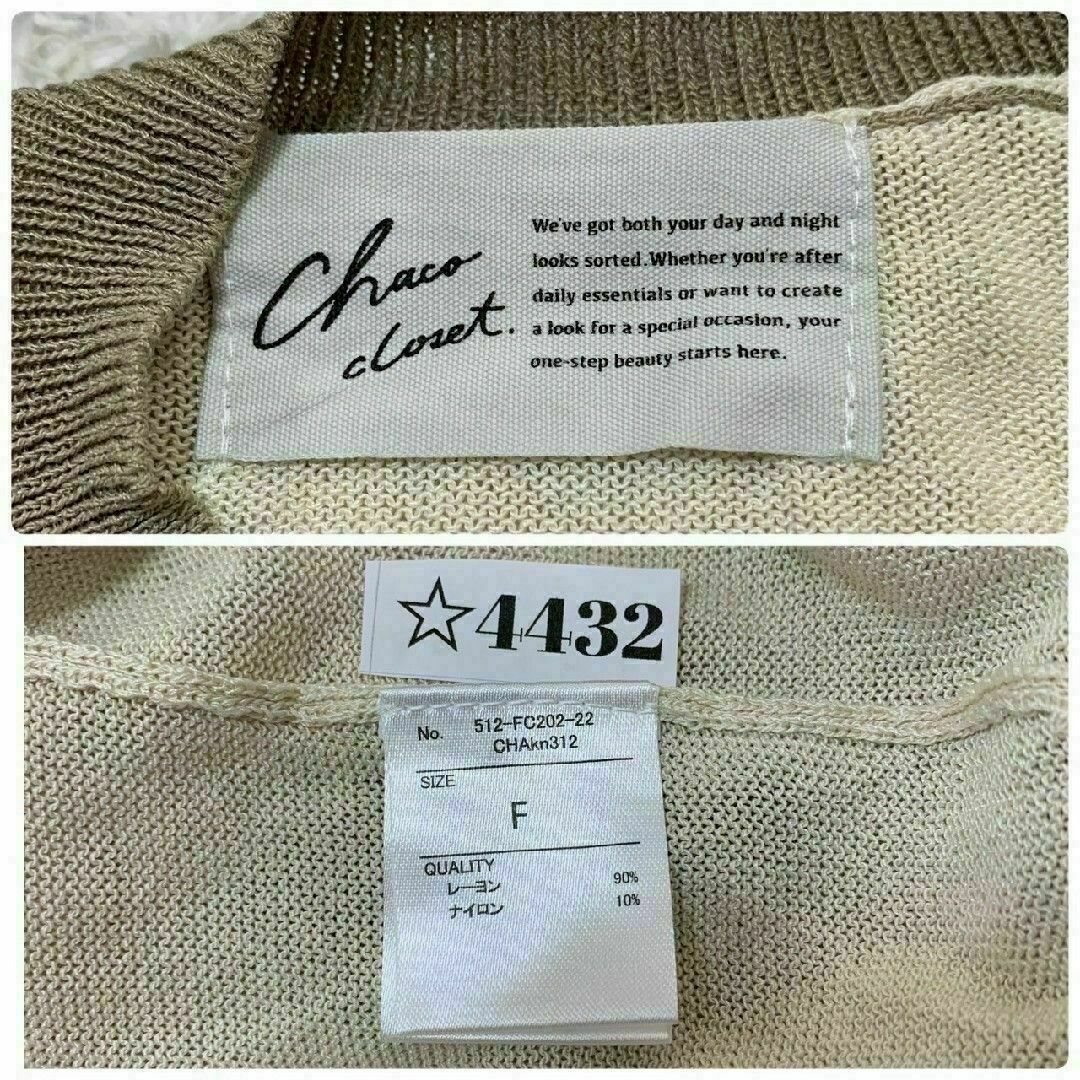 Chaco
closet.
We've got both your day and night
looks sorted.Whether you're after
daily essentials or want to create
a look for a special occasion, your
one-step beauty starts here.
☆4432
No. 512-FC202-22
CHAkn312
SIZE
F
QUALITY
レーヨン 90%
ナイロン 10%